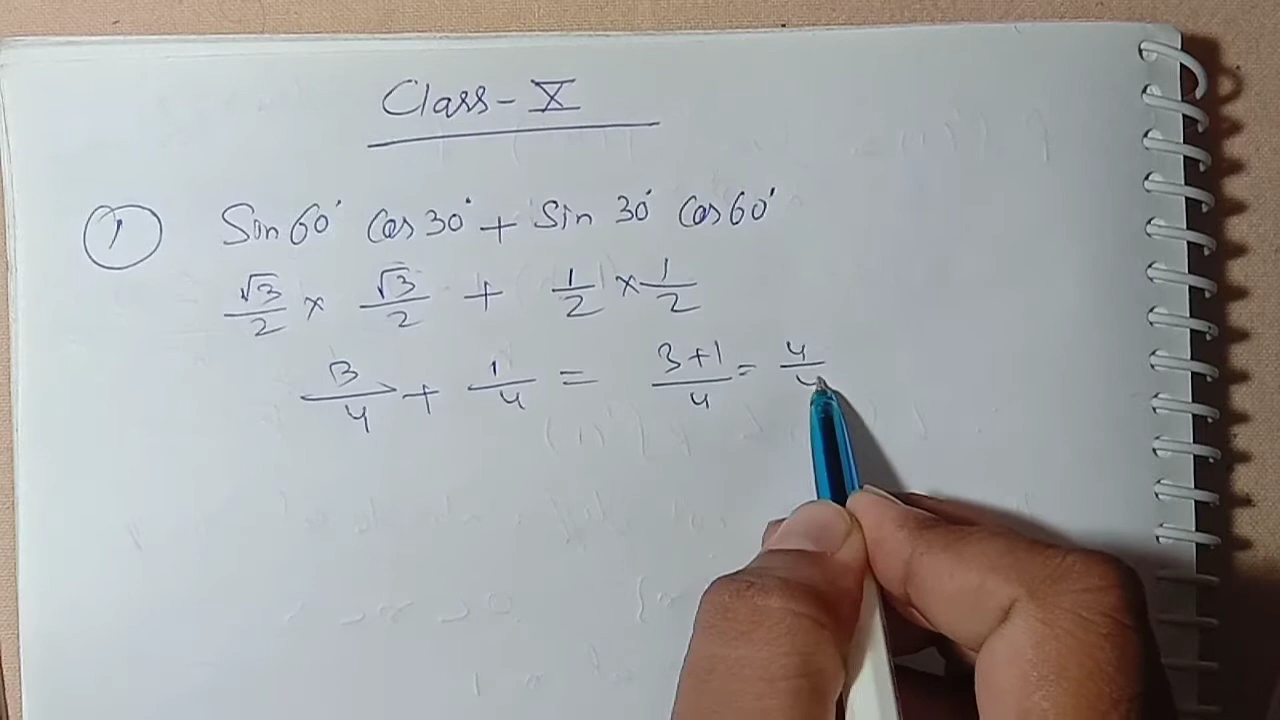 Class - X
1 Sin 60° Cos 30° + Sin 30° Cos 60°
√3/2 × √3/2 + 1/2 × 1/2
3/4 + 1/4 = 3+1/4 = 4/4